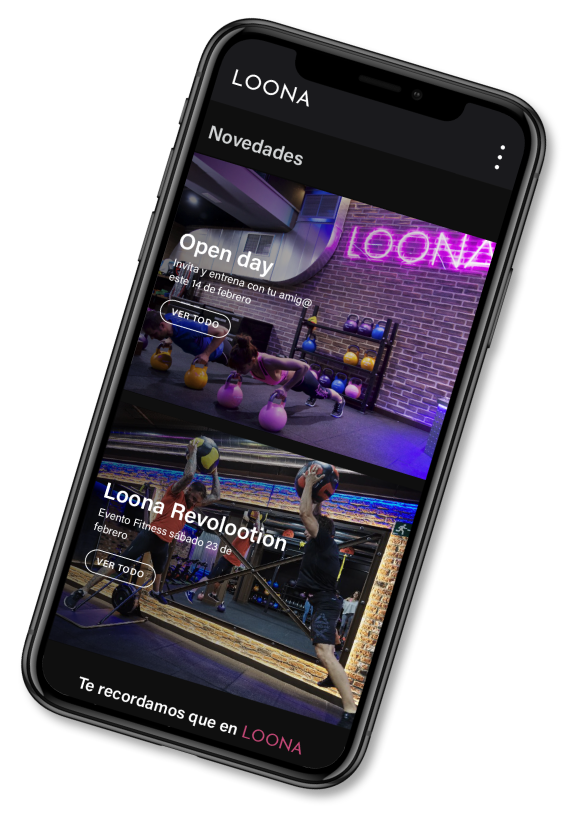 LOONA
Novedades
LOONA
Open day
Invita y entrena con tu amig@
este 14 de febrero
VER TODO
Loona Revolootion
Evento Fitness sábado 23 de
febrero
VER TODO
Te recordamos que en LOONA